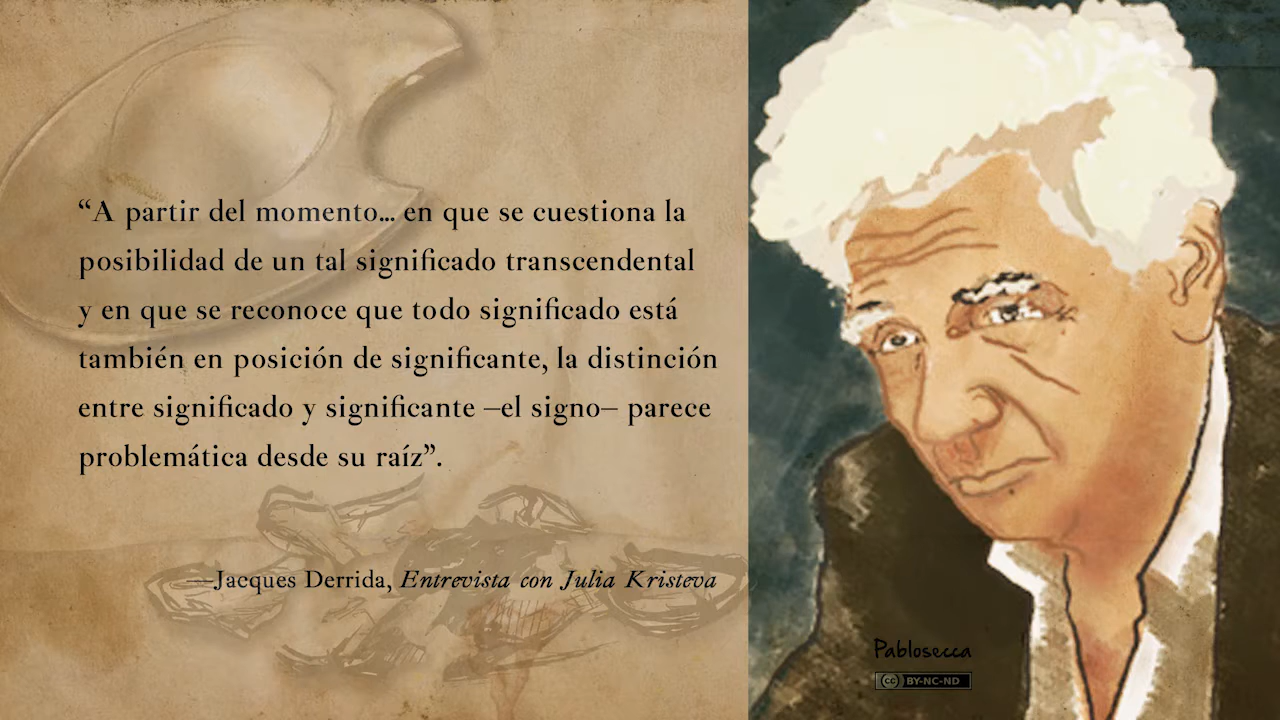 “A partir del momento... en que se cuestiona la
posibilidad de un tal significado transcendental
y en que se reconoce que todo significado está
también en posición de significante, la distinción
entre significado y significante –el signo– parece
problemática desde su raíz”.
—Jacques Derrida, Entrevista con Julia Kristeva
Pablosecca
cc BY-NC-ND